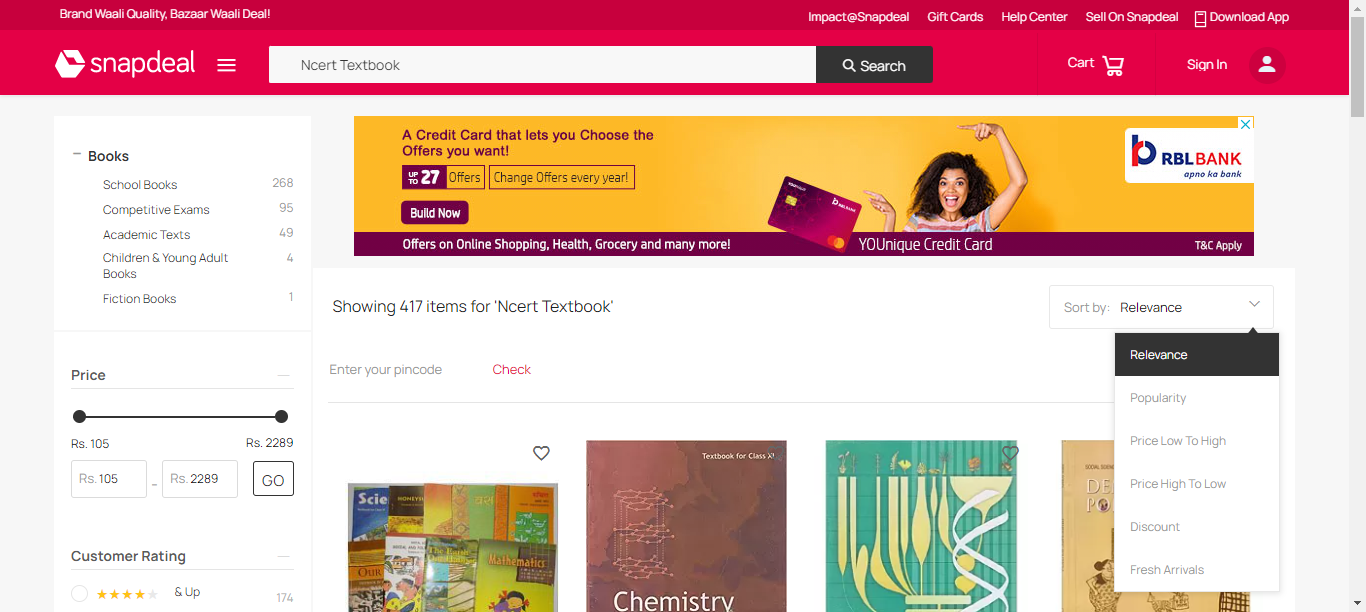 Brand Waali Quality, Bazaar Waali Deal!
Impact@Snapdeal Gift Cards Help Center Sell On Snapdeal Download App
snapdeal
Ncert Textbook
Search
Cart
Sign In
Books
School Books 268
Competitive Exams 95
Academic Texts 49
Children & Young Adult 4
Books
Fiction Books 1
Price
Rs. 105 Rs. 2289
Rs. 105 - Rs. 2289 GO
Customer Rating
& Up 174
A Credit Card that lets you Choose the
Offers you want!
UP TO 27 Offers Change Offers every year!
Build Now
Offers on Online Shopping, Health, Grocery and many more!
YOUnique Credit Card
T&C Apply
RBLBANK
apno ka bank
Showing 417 items for 'Ncert Textbook'
Sort by: Relevance
Relevance
Popularity
Price Low To High
Price High To Low
Discount
Fresh Arrivals
Enter your pincode Check
Mathematics
Textbook for Class XI
Chemistry